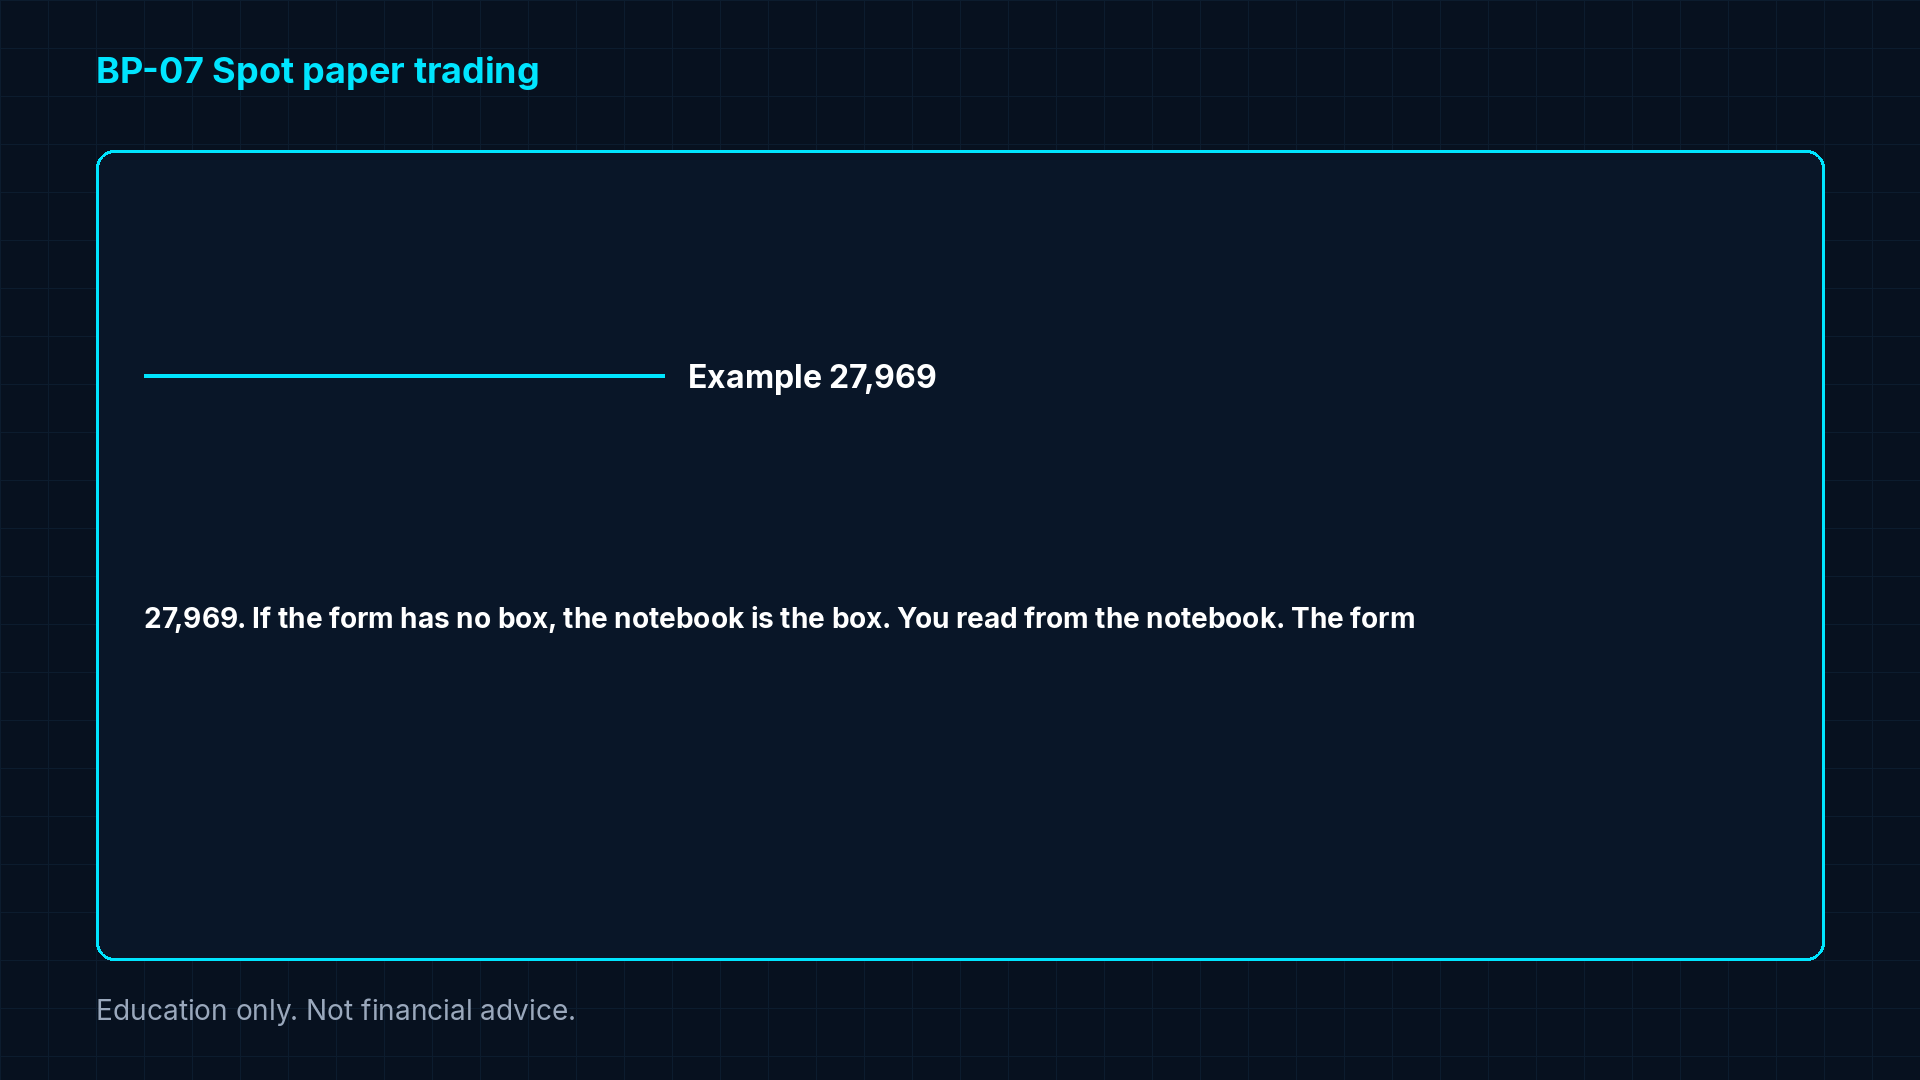 BP-07 Spot paper trading
Example 27,969
27,969. If the form has no box, the notebook is the box. You read from the notebook. The form
Education only. Not financial advice.